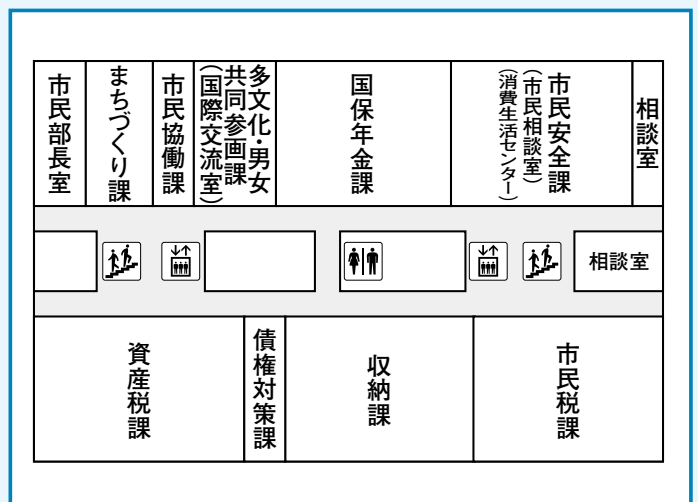 市民部長室
まちづくり課
市民協働課
多文化・男女
共同参画課
(国際交流室)
国保年金課
市民安全課
(市民相談室)
(消費生活センター)
相談室
相談室
資産税課
債権対策課
収納課
市民税課